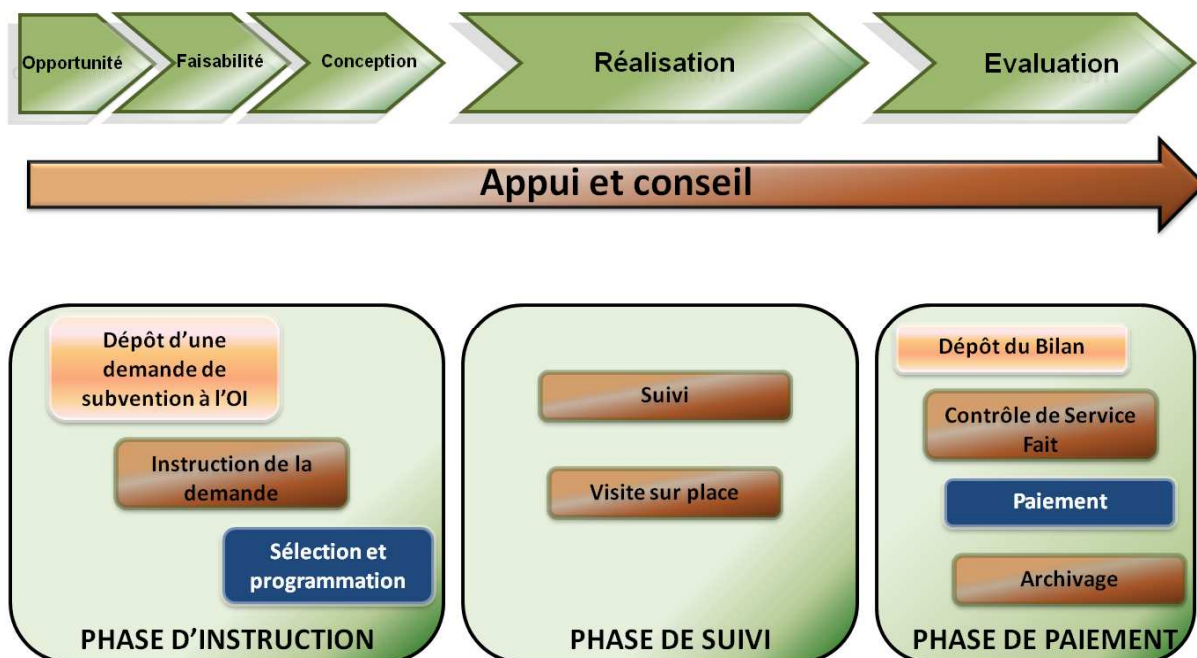 Opportunité
Faisabilité
Conception
Réalisation
Evaluation
Appui et conseil
Dépôt d'une
demande de
subvention à l'OI
Instruction de la
demande
Sélection et
programmation
PHASE D'INSTRUCTION
Suivi
Visite sur place
PHASE DE SUIVI
Dépôt du Bilan
Contrôle de Service
Fait
Paiement
Archivage
PHASE DE PAIEMENT